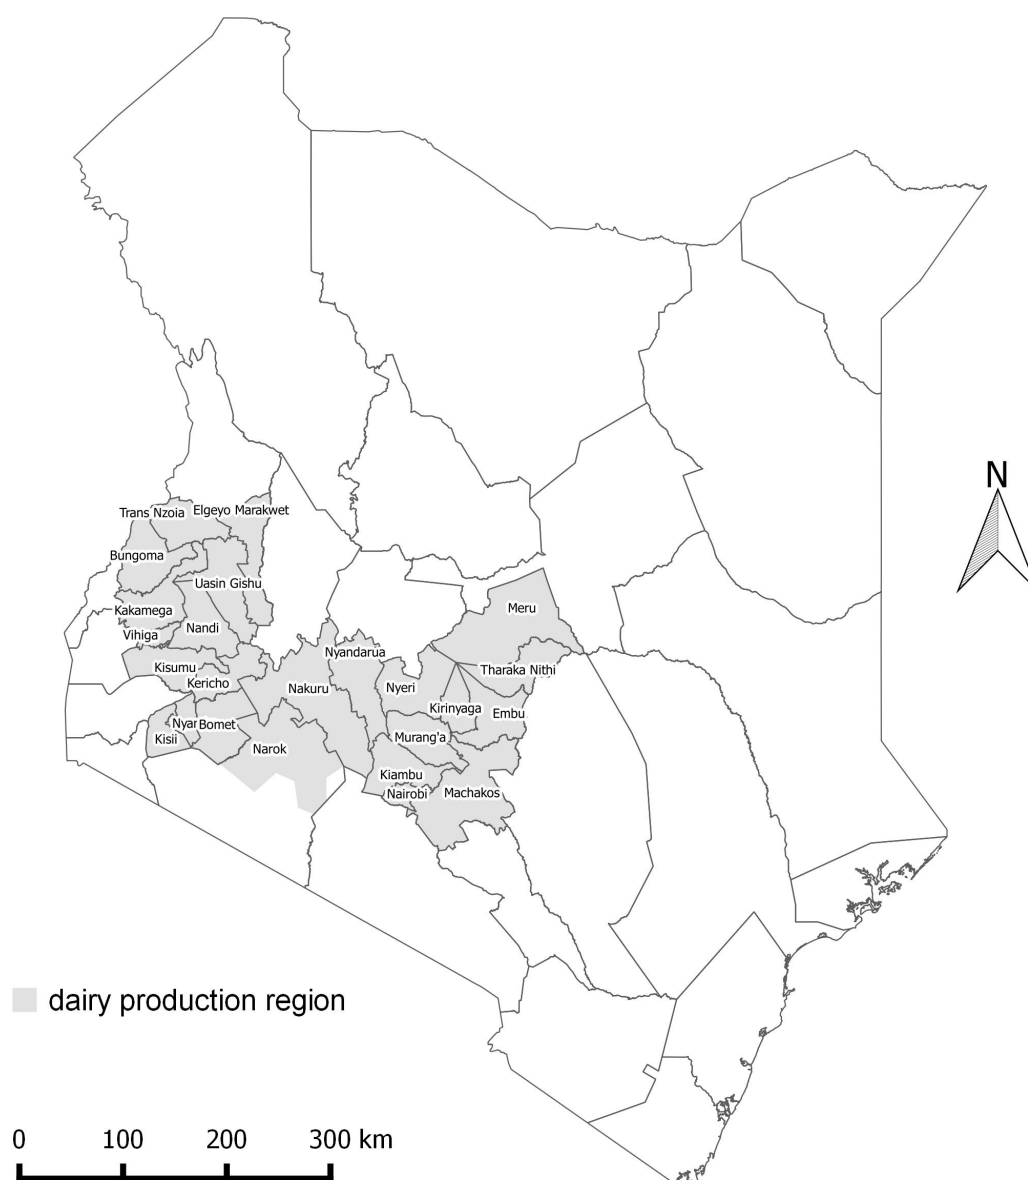 N
Trans Nzoia
Elgeyo Marakwet
Bungoma
Uasin Gishu
Kakamega
Meru
Vihiga
Nandi
Nyandarua
Kisumu
Tharaka Nithi
Kericho
Nakuru
Nyeri
Kirinyaga
Embu
Nyar
Bomet
Kisii
Murang'a
Narok
Kiambu
Nairobi
Machakos
dairy production region
0 100 200 300 km